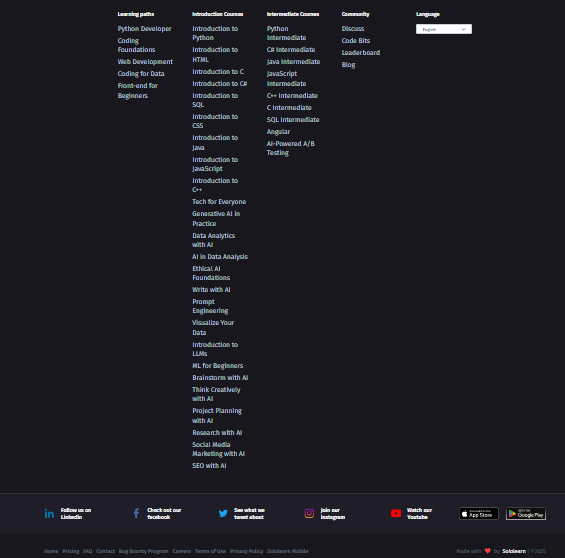 Learning paths
Python Developer
Coding
Foundations
Web Development
Coding for Data
Front-end for
Beginners
Introduction Courses
Introduction to
Python
Introduction to
HTML
Introduction to C
Introduction to C#
Introduction to
SQL
Introduction to
CSS
Introduction to
Java
Introduction to
JavaScript
Introduction to
C++
Tech for Everyone
Generative AI in
Practice
Data Analytics
with AI
AI in Data Analysis
Ethical AI
Foundations
Write with AI
Prompt
Engineering
Visualize Your
Data
Introduction to
LLMs
ML for Beginners
Brainstorm with AI
Think Creatively
with AI
Project Planning
with AI
Research with AI
Social Media
Marketing with AI
SEO with AI
Intermediate Courses
Python
Intermediate
C# Intermediate
Java Intermediate
JavaScript
Intermediate
C++ Intermediate
C Intermediate
SQL Intermediate
Angular
AI-Powered A/B
Testing
Community
Discuss
Code Bits
Leaderboard
Blog
Language
English
Follow us on
LinkedIn
Check out our
facebook
See what we
tweet about
Join our
instagram
Watch our
Youtube
App Store
Google Play
Home Pricing FAQ Contact Bug Bounty Program Careers Terms of Use Privacy Policy Sololearn Mobile
Made with ❤ by Sololearn | ©2025